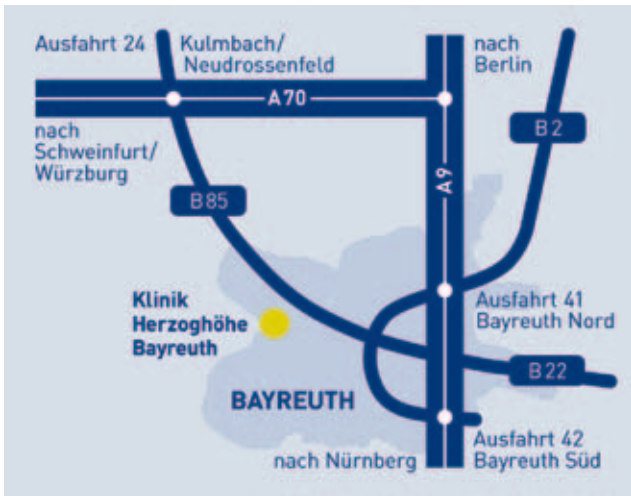 Ausfahrt 24
Kulmbach/
Neudrossenfeld
nach
Berlin
A70
B2
nach
Schweinfurt/
Würzburg
A9
B85
Klinik
Herzoghöhe
Bayreuth
Ausfahrt 41
Bayreuth Nord
B22
BAYREUTH
Ausfahrt 42
Bayreuth Süd
nach Nürnberg